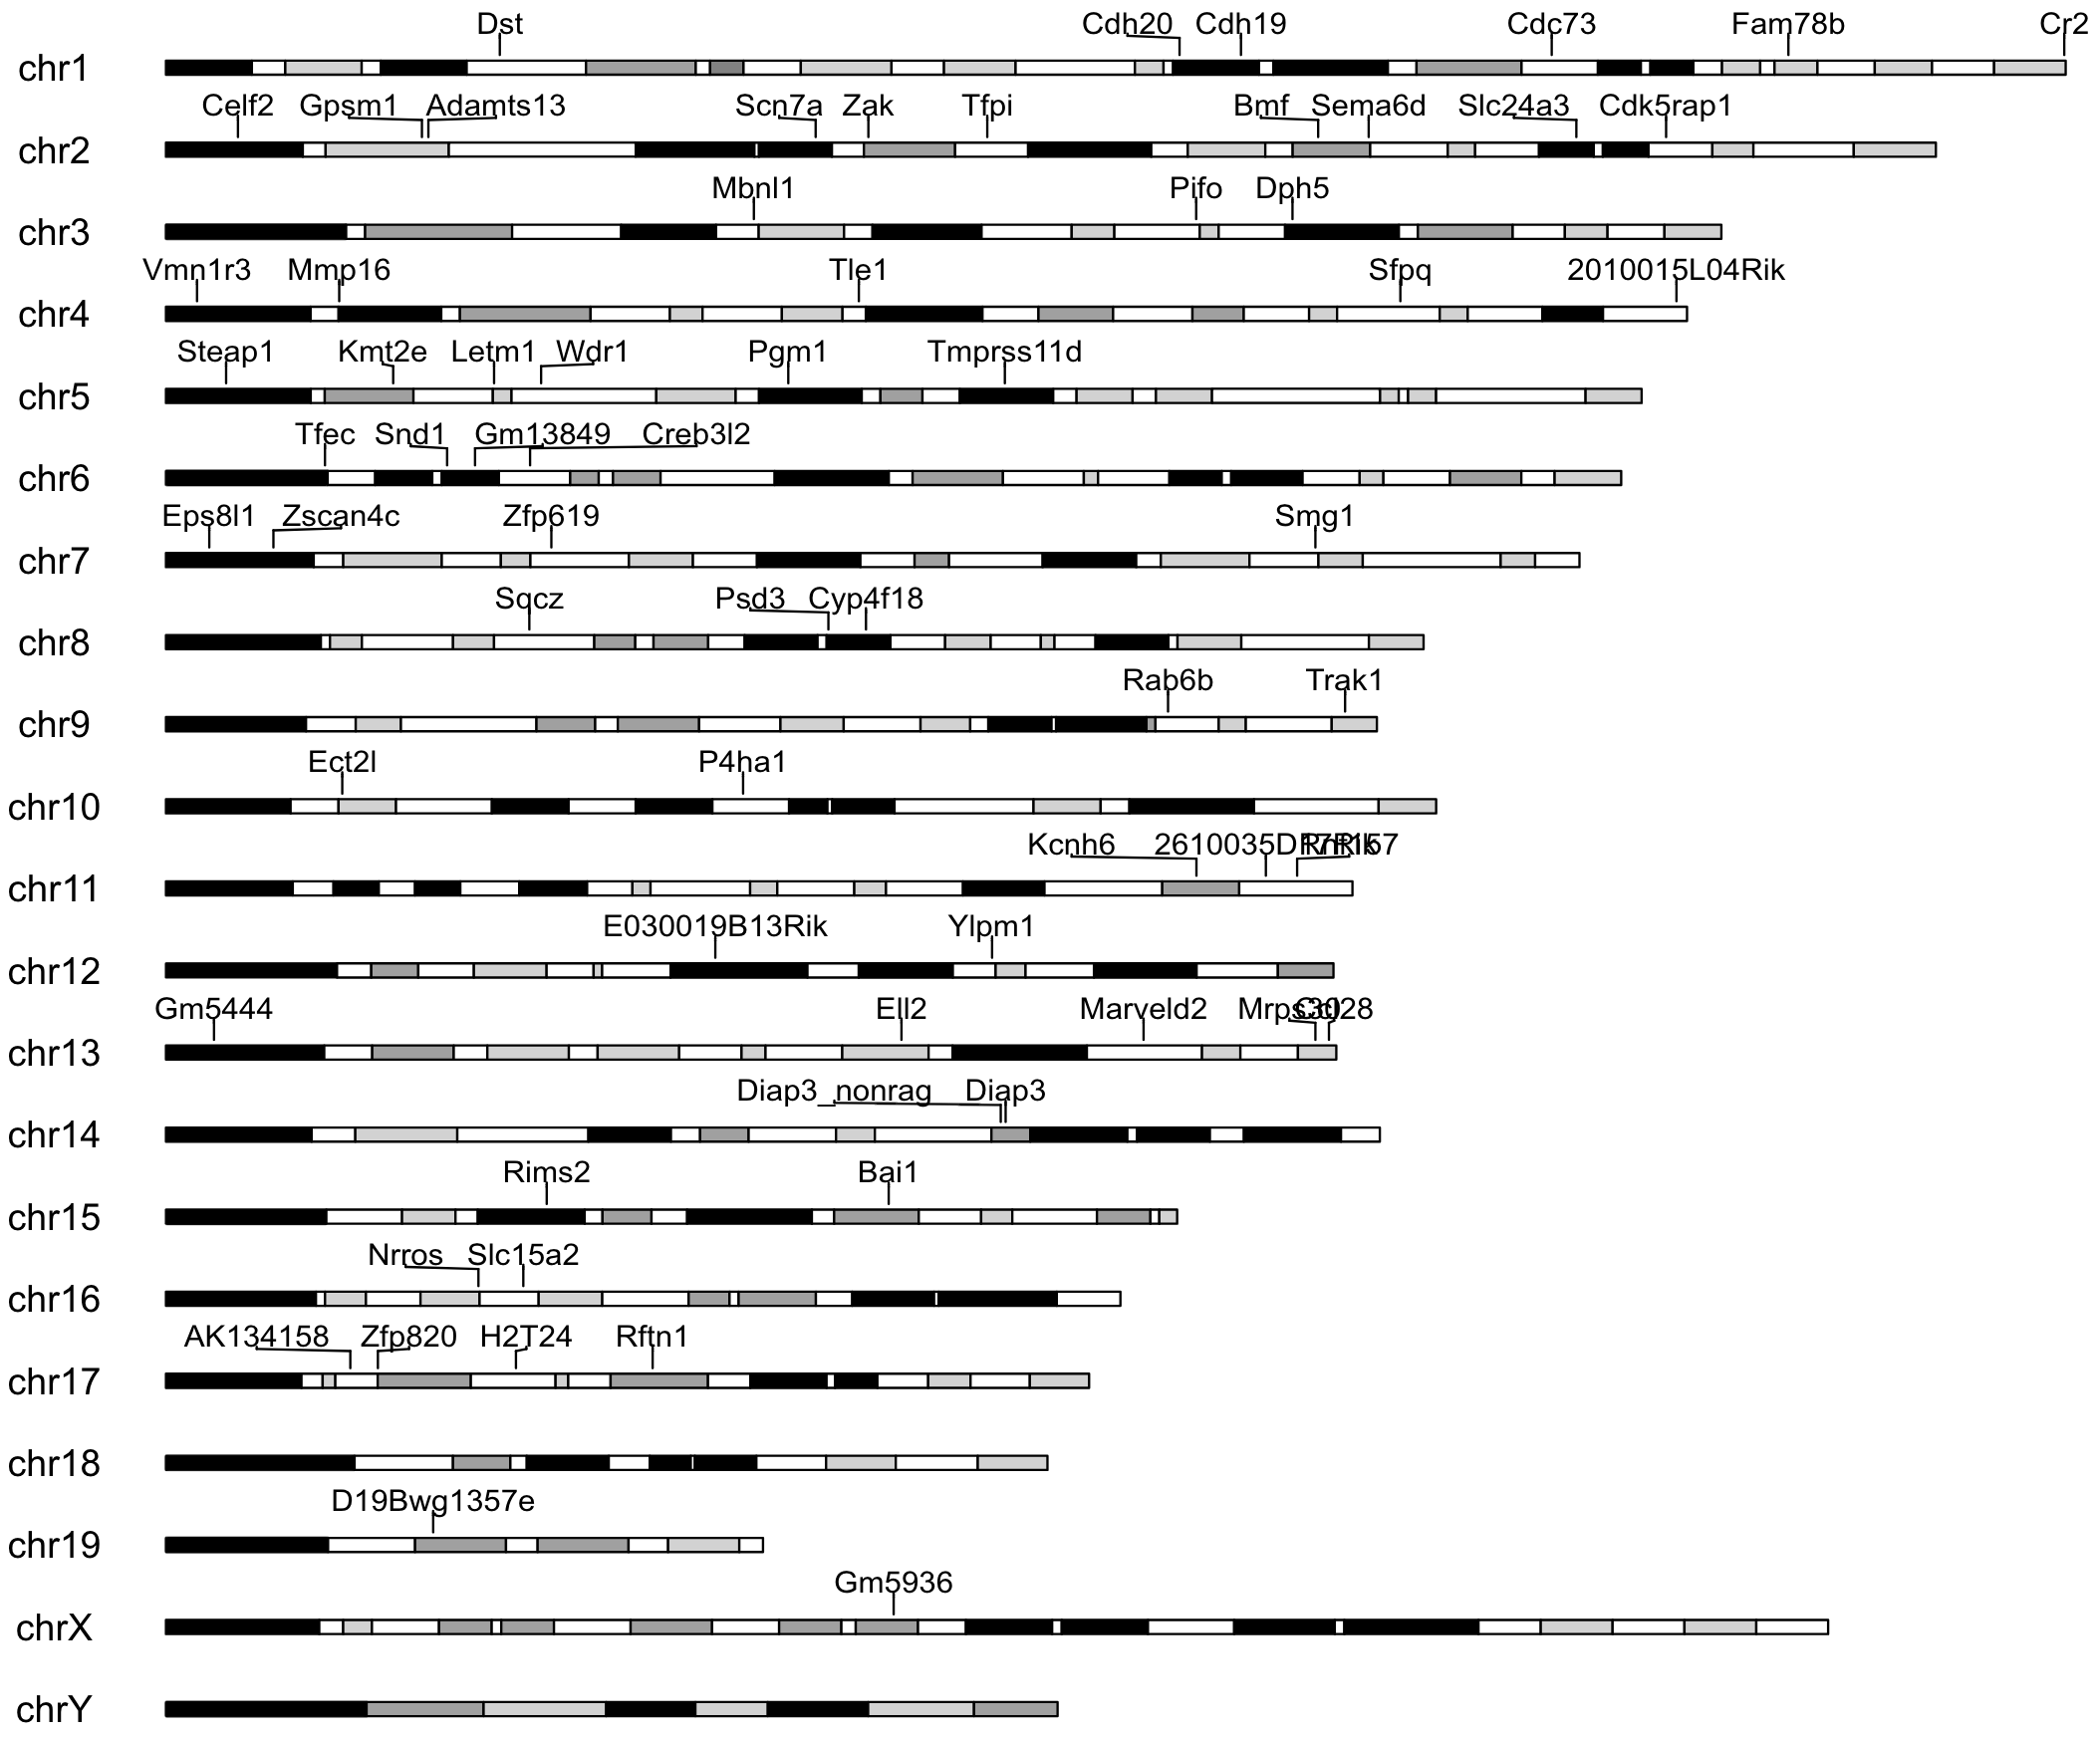 Dst Cdh20 Cdh19 Cdc73 Fam78b Cr2
chr1
Celf2 Gpsm1 Adamts13 Scn7a Zak Tfpi Bmf Sema6d Slc24a3 Cdk5rap1
chr2
Mbnl1 Pifo Dph5
chr3
Vmn1r3 Mmp16 Tle1 Sfpq 2010015L04Rik
chr4
Steap1 Kmt2e Letm1 Wdr1 Pgm1 Tmprss11d
chr5
Tfec Snd1 Gm13849 Creb3l2
chr6
Eps8l1 Zscan4c Zfp619 Smg1
chr7
Sqcz Psd3 Cyp4f18
chr8
Rab6b Trak1
chr9
Ect2l P4ha1
chr10
Kcnh6 2610035D17Rik Rnf157
chr11
E030019B13Rik Ylpm1
chr12
Gm5444 Ell2 Marveld2 Mrps30
chr13
Diap3_nonrag Diap3
chr14
Rims2 Bai1
chr15
Nrros Slc15a2
chr16
AK134158 Zfp820 H2T24 Rftn1
chr17
chr18
D19Bwg1357e
chr19
Gm5936
chrX
chrY